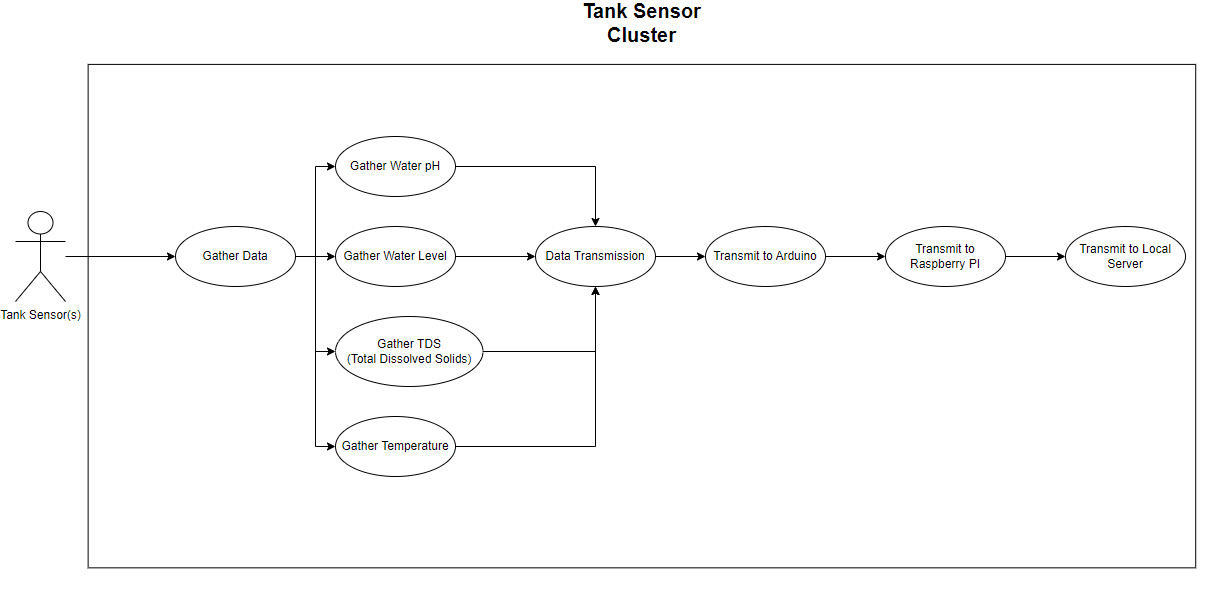 Tank Sensor
Cluster
Gather Water pH
Tank Sensor(s)
Gather Data
Gather Water Level
Data Transmission
Transmit to Arduino
Transmit to
Raspberry PI
Transmit to Local
Server
Gather TDS
(Total Dissolved Solids)
Gather Temperature